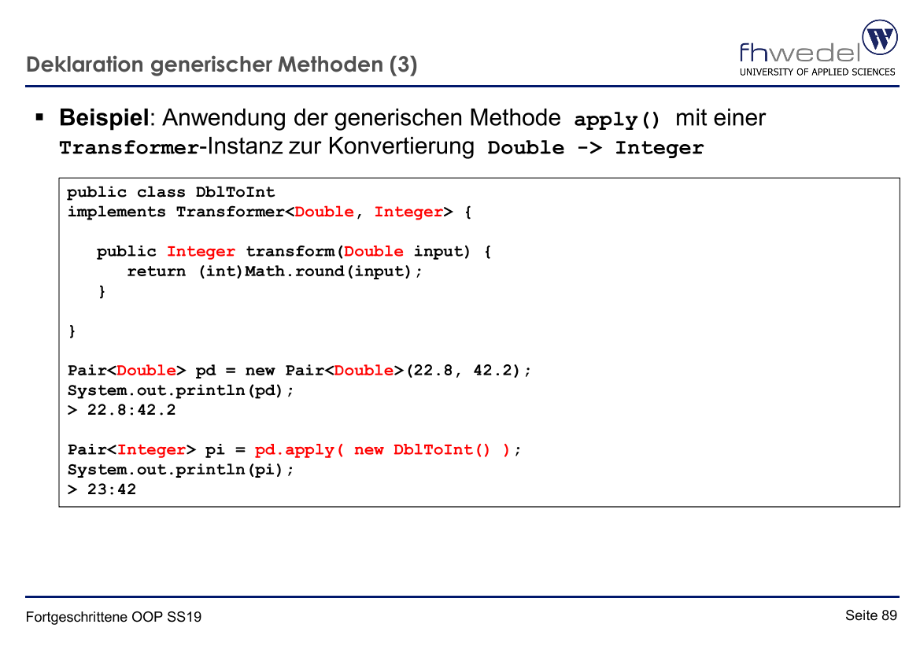 Deklaration generischer Methoden (3)
fhwedel
UNIVERSITY OF APPLIED SCIENCES
▪ Beispiel: Anwendung der generischen Methode apply() mit einer
Transformer-Instanz zur Konvertierung Double -> Integer
public class DblToInt
implements Transformer<Double, Integer> {
public Integer transform(Double input) {
return (int)Math.round(input);
}
}
Pair<Double> pd = new Pair<Double>(22.8, 42.2);
System.out.println(pd);
> 22.8:42.2
Pair<Integer> pi = pd.apply( new DblToInt() );
System.out.println(pi);
> 23:42
Fortgeschrittene OOP SS19
Seite 89